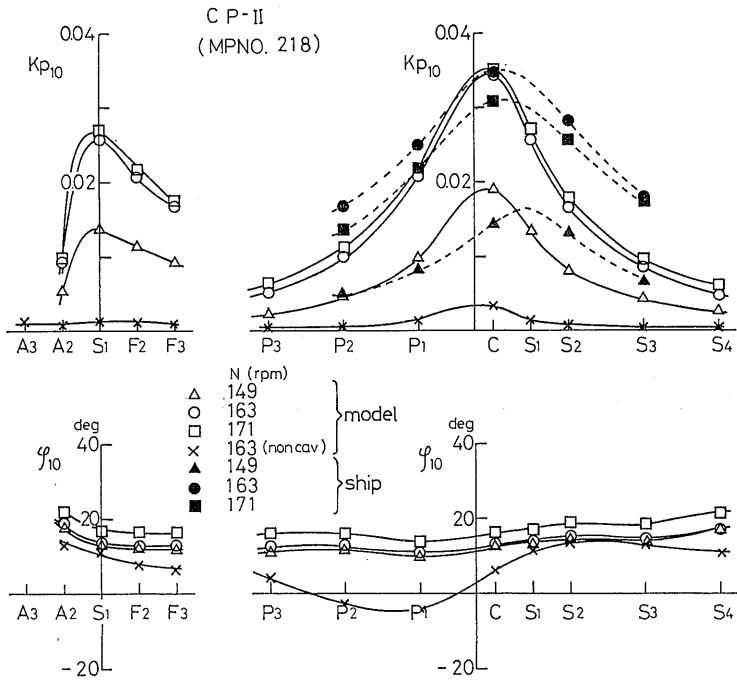 C P-II
(MPNO. 218)
0.04
Kp10
0.02
A3 A2 S1 F2 F3
0.04
Kp10
0.02
P3 P2 P1 C S1 S2 S3 S4
N (rpm)
149
163
171
163 (non cav)
model
149
163
171
ship
deg
40
φ10
20
A3 A2 S1 F2 F3
-20
deg
40
φ10
20
P3 P2 P1 C S1 S2 S3 S4
-20